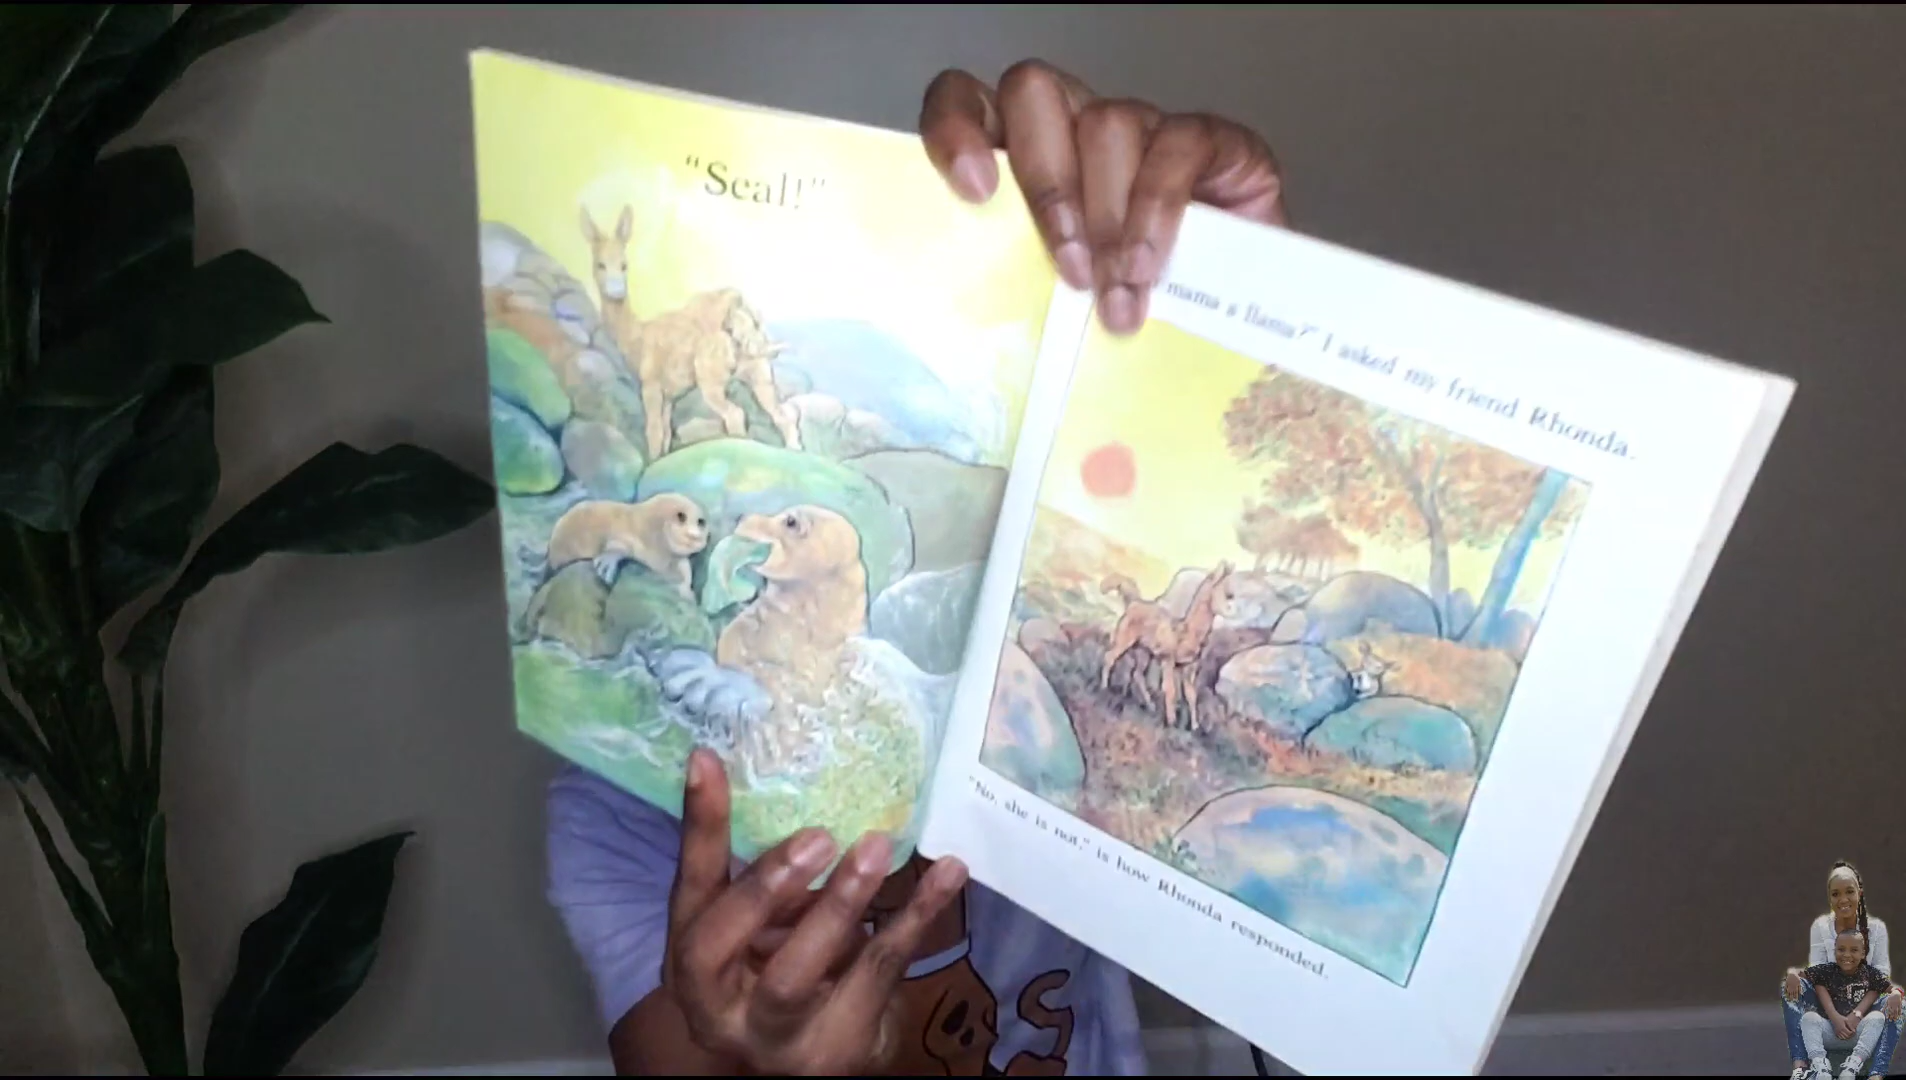 "Seal!"
mama a llama?" I asked my friend Rhonda.
"No, she is not," is how Rhonda responded.